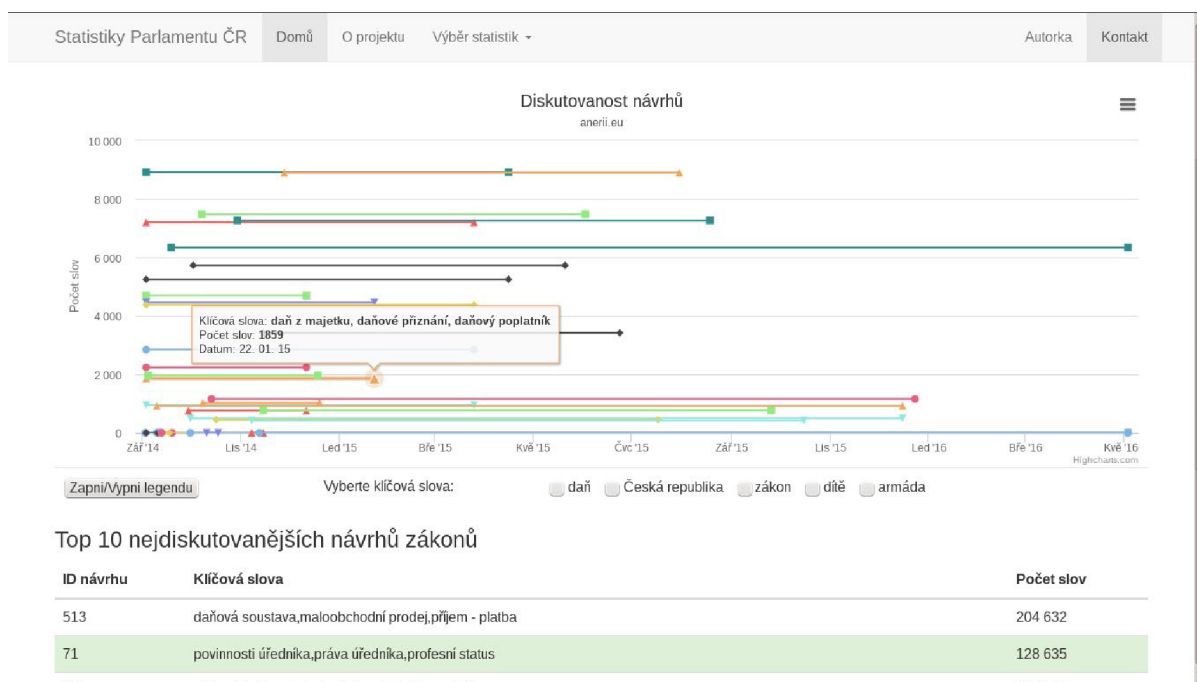 Statistiky Parlamentu ČR Domů O projektu Výběr statistik Autorka Kontakt
Diskutovanost návrhů
anerii.eu
10 000
8 000
6 000
4 000
2 000
0
Počet slov
Klíčová slova: daň z majetku, daňové přiznání, daňový poplatník
Počet slov: 1859
Datum: 22. 01. 15
Zář '14 Lis '14 Led '15 Bře '15 Kvě '15 Čvc '15 Zář '15 Lis '15 Led '16 Bře '16 Kvě '16
Highcharts.com
Zapni/Vypni legendu Vyberte klíčová slova: daň Česká republika zákon dítě armáda
Top 10 nejdiskutovanějších návrhů zákonů
ID návrhu Klíčová slova Počet slov
513 daňová soustava,maloobchodní prodej,příjem - platba 204 632
71 povinnosti úředníka,práva úředníka,profesní status 128 635